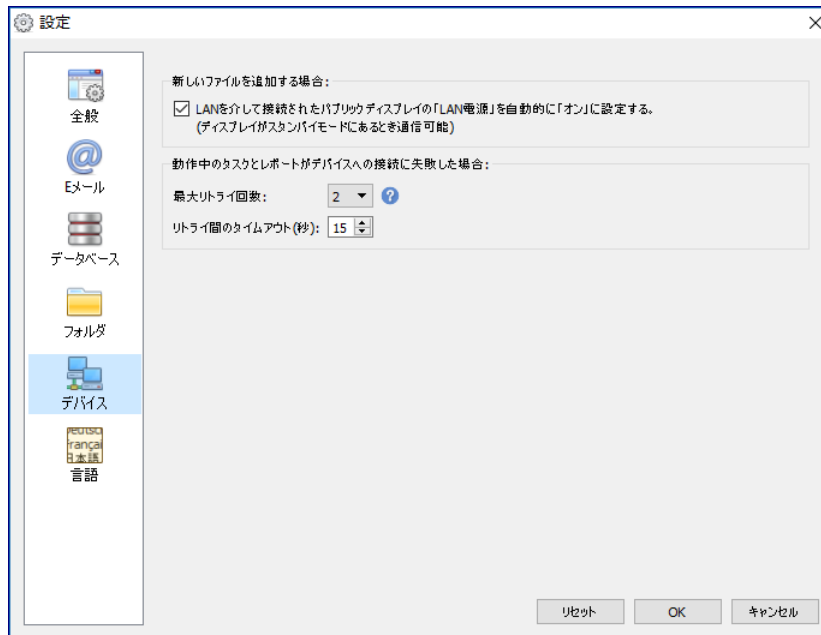 設定
全般
Eメール
データベース
フォルダ
デバイス
Français
日本語
言語
新しいファイルを追加する場合:
LANを介して接続されたパブリックディスプレイの「LAN電源」を自動的に「オン」に設定する。
(ディスプレイがスタンバイモードにあるとき通信可能)
動作中のタスクとレポートがデバイスへの接続に失敗した場合:
最大リトライ回数: 2
リトライ間のタイムアウト(秒): 15
リセット
OK
キャンセル